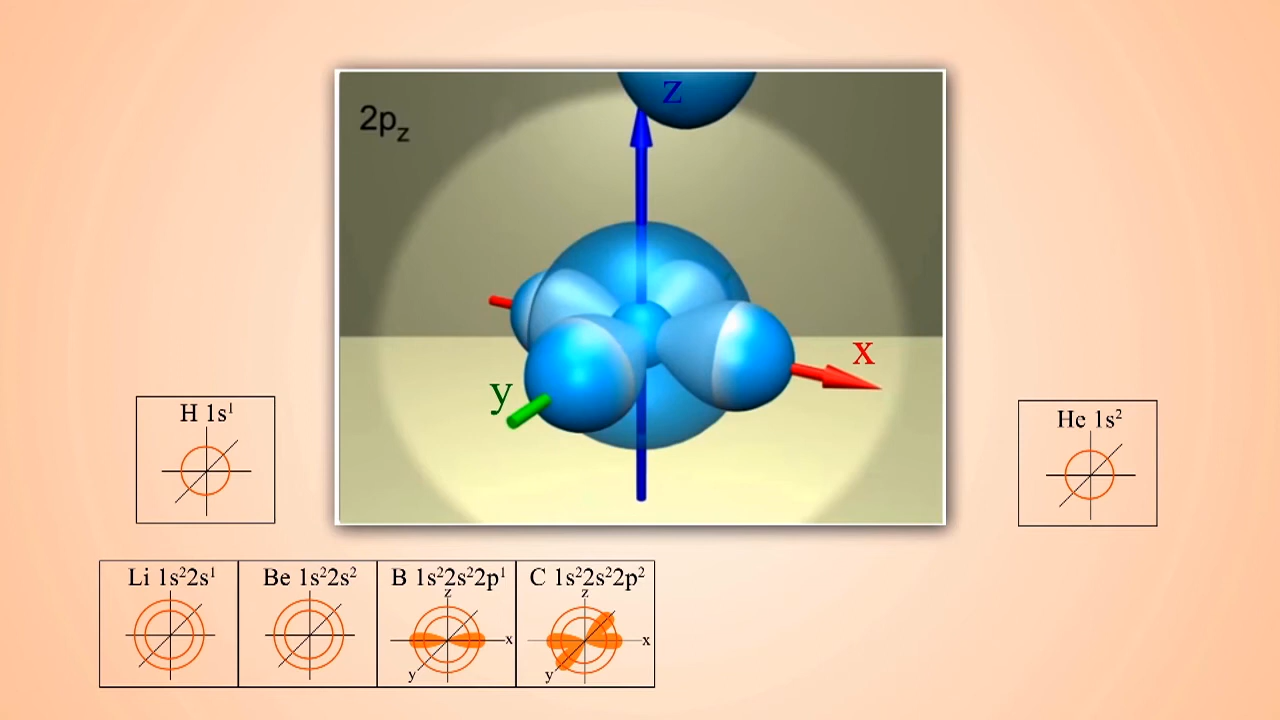 2pz
z
x
y
H 1s¹
He 1s²
Li 1s²2s¹
Be 1s²2s²
B 1s²2s²2p¹
z
x
y
C 1s²2s²2p²
z
x
y